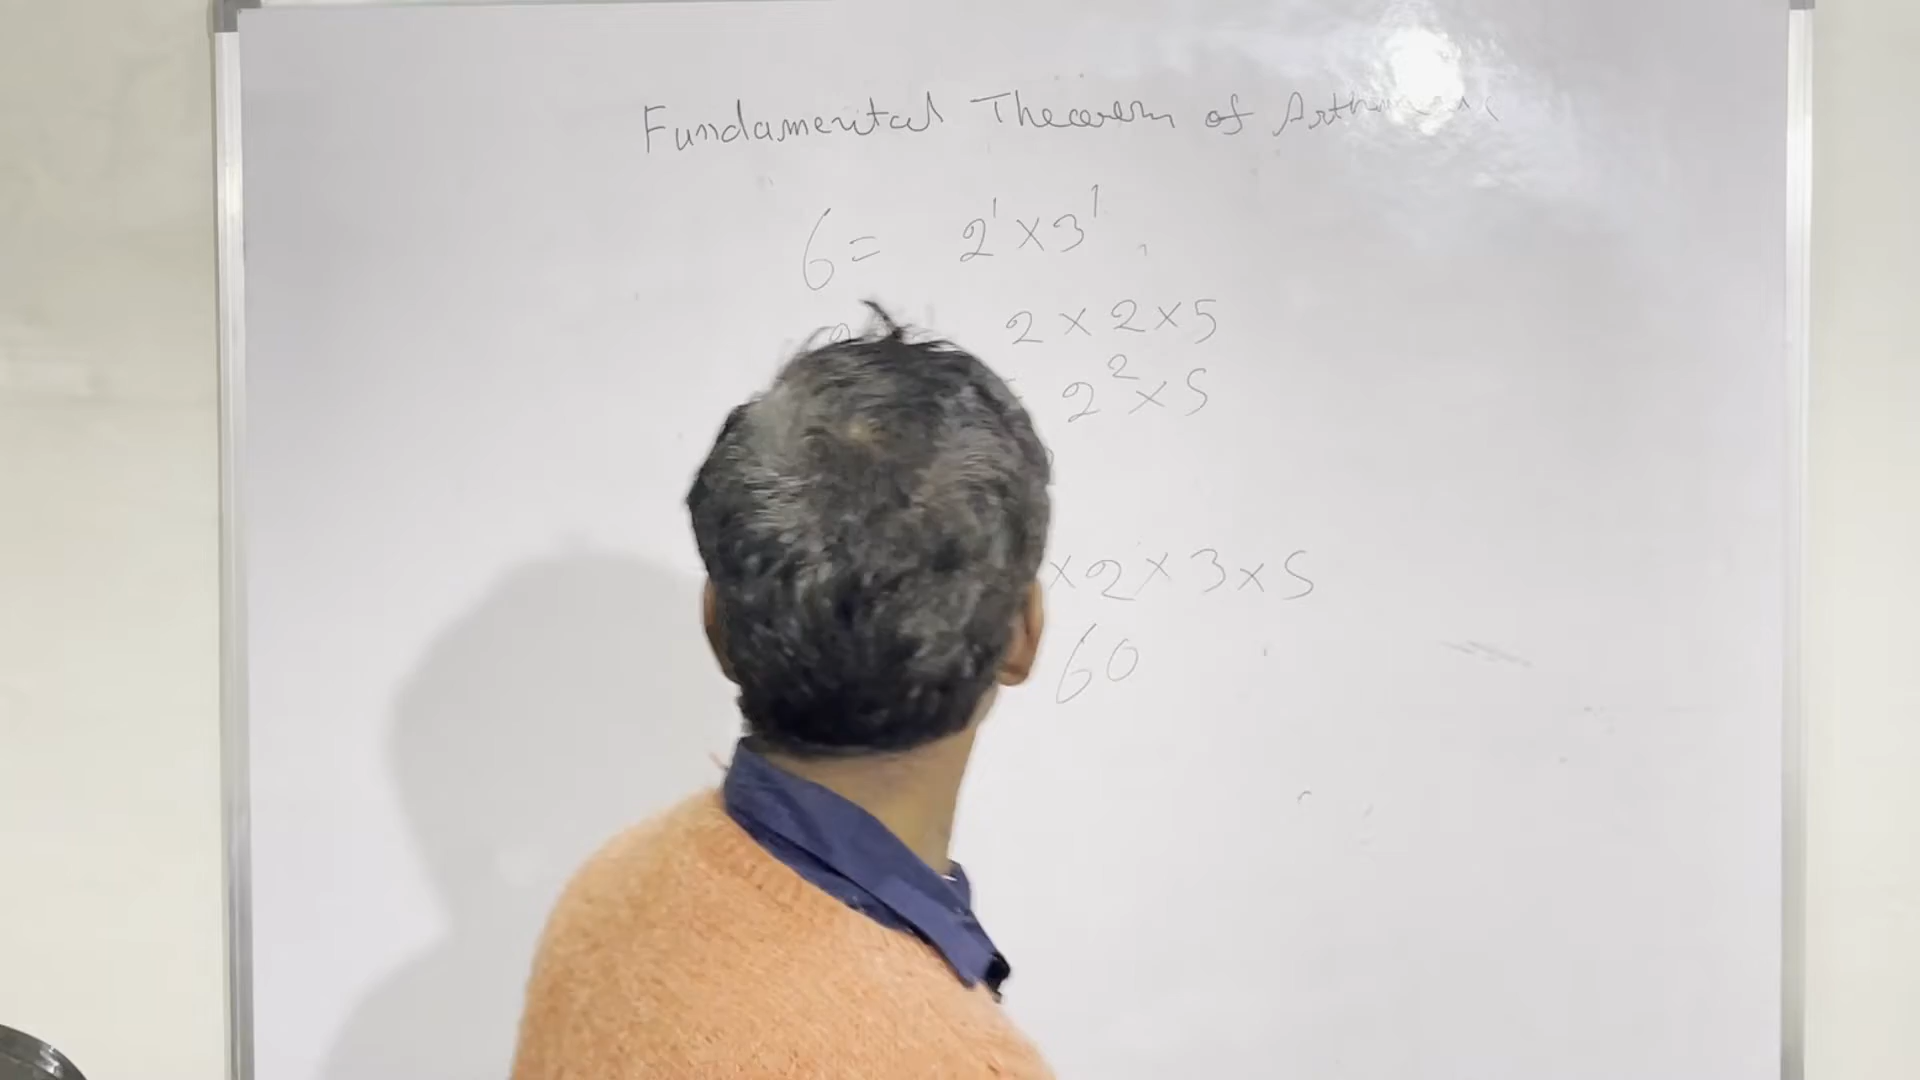 Fundamental Theorem of
6 = 2¹ × 3¹
2 × 2 × 5
2² × 5
× 2 × 3 × 5
60